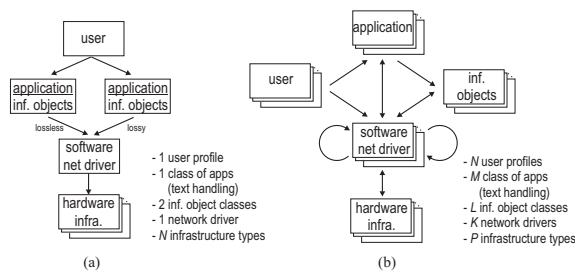 user
application
inf. objects
application
inf. objects
lossless
lossy
software
net driver
hardware
infra.
- 1 user profile
- 1 class of apps
(text handling)
- 2 inf. object classes
- 1 network driver
- N infrastructure types
(a)
application
user
inf.
objects
software
net driver
hardware
infra.
- N user profiles
- M class of apps
(text handling)
- L inf. object classes
- K network drivers
- P infrastructure types
(b)